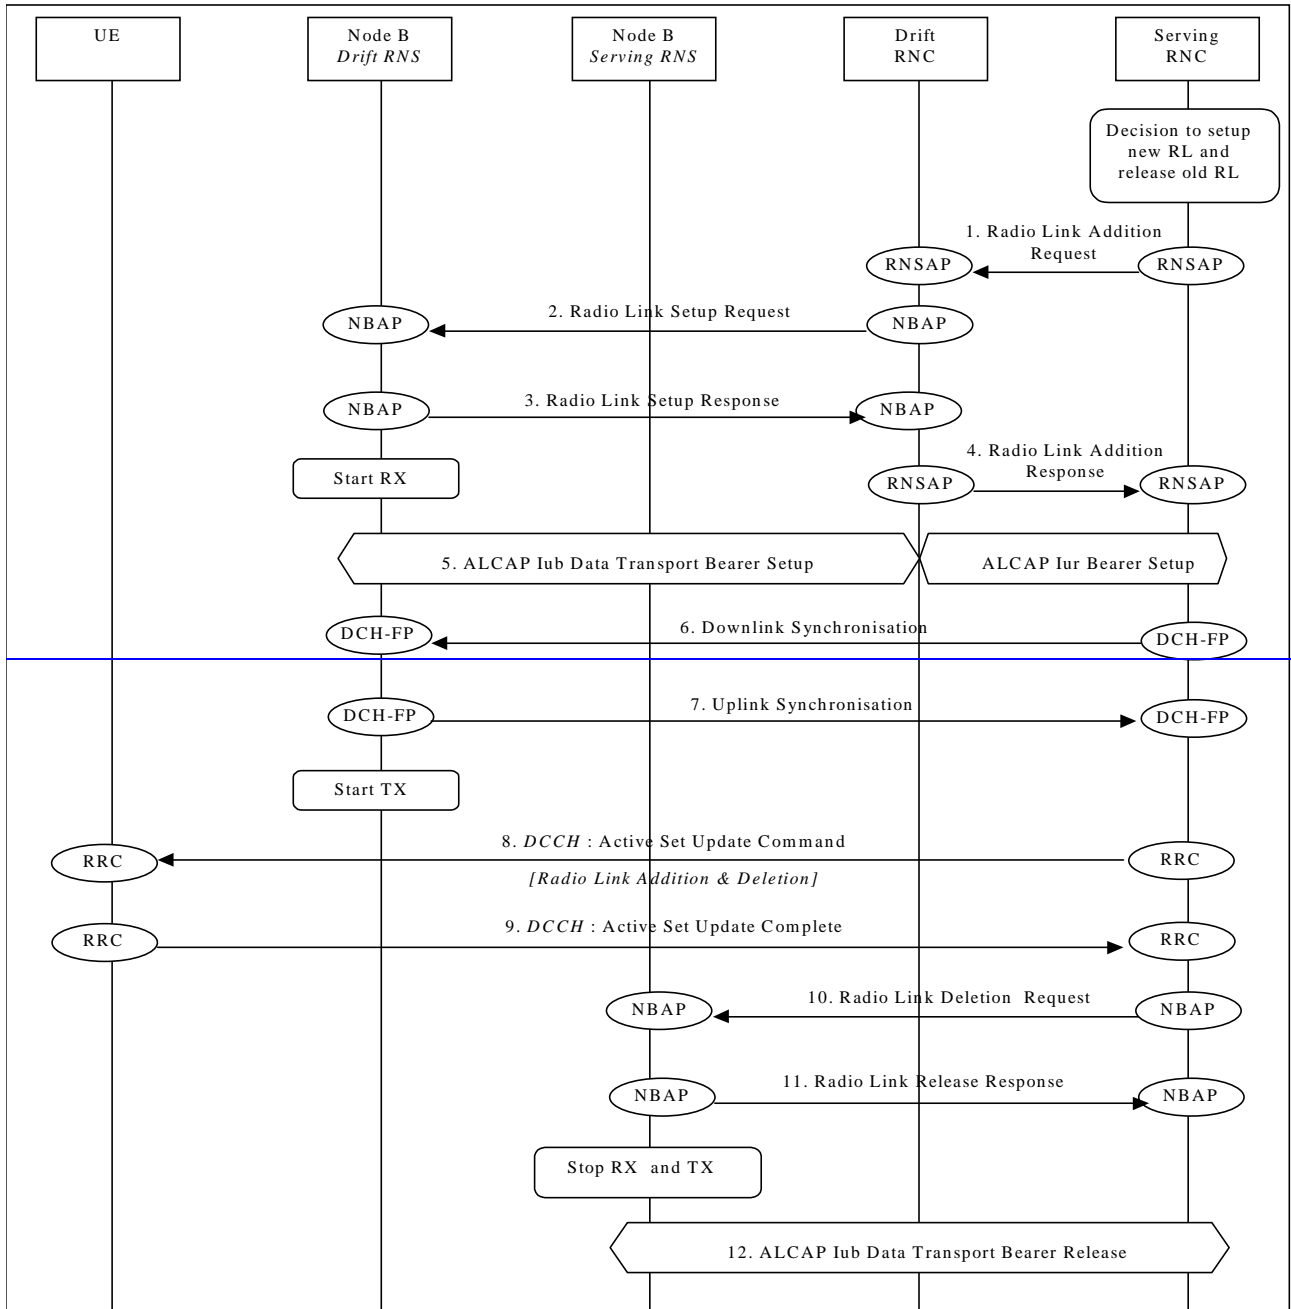 UE
Node B
Drift RNS
Node B
Serving RNS
Drift
RNC
Serving
RNC
Decision to setup
new RL and
release old RL
1. Radio Link Addition
Request
RNSAP
RNSAP
2. Radio Link Setup Request
NBAP
NBAP
3. Radio Link Setup Response
NBAP
NBAP
4. Radio Link Addition
Response
Start RX
RNSAP
RNSAP
5. ALCAP Iub Data Transport Bearer Setup
ALCAP Iur Bearer Setup
6. Downlink Synchronisation
DCH-FP
DCH-FP
7. Uplink Synchronisation
DCH-FP
DCH-FP
Start TX
8. DCCH : Active Set Update Command
RRC
RRC
[Radio Link Addition & Deletion]
9. DCCH : Active Set Update Complete
RRC
RRC
10. Radio Link Deletion Request
NBAP
NBAP
11. Radio Link Release Response
NBAP
NBAP
Stop RX and TX
12. ALCAP Iub Data Transport Bearer Release